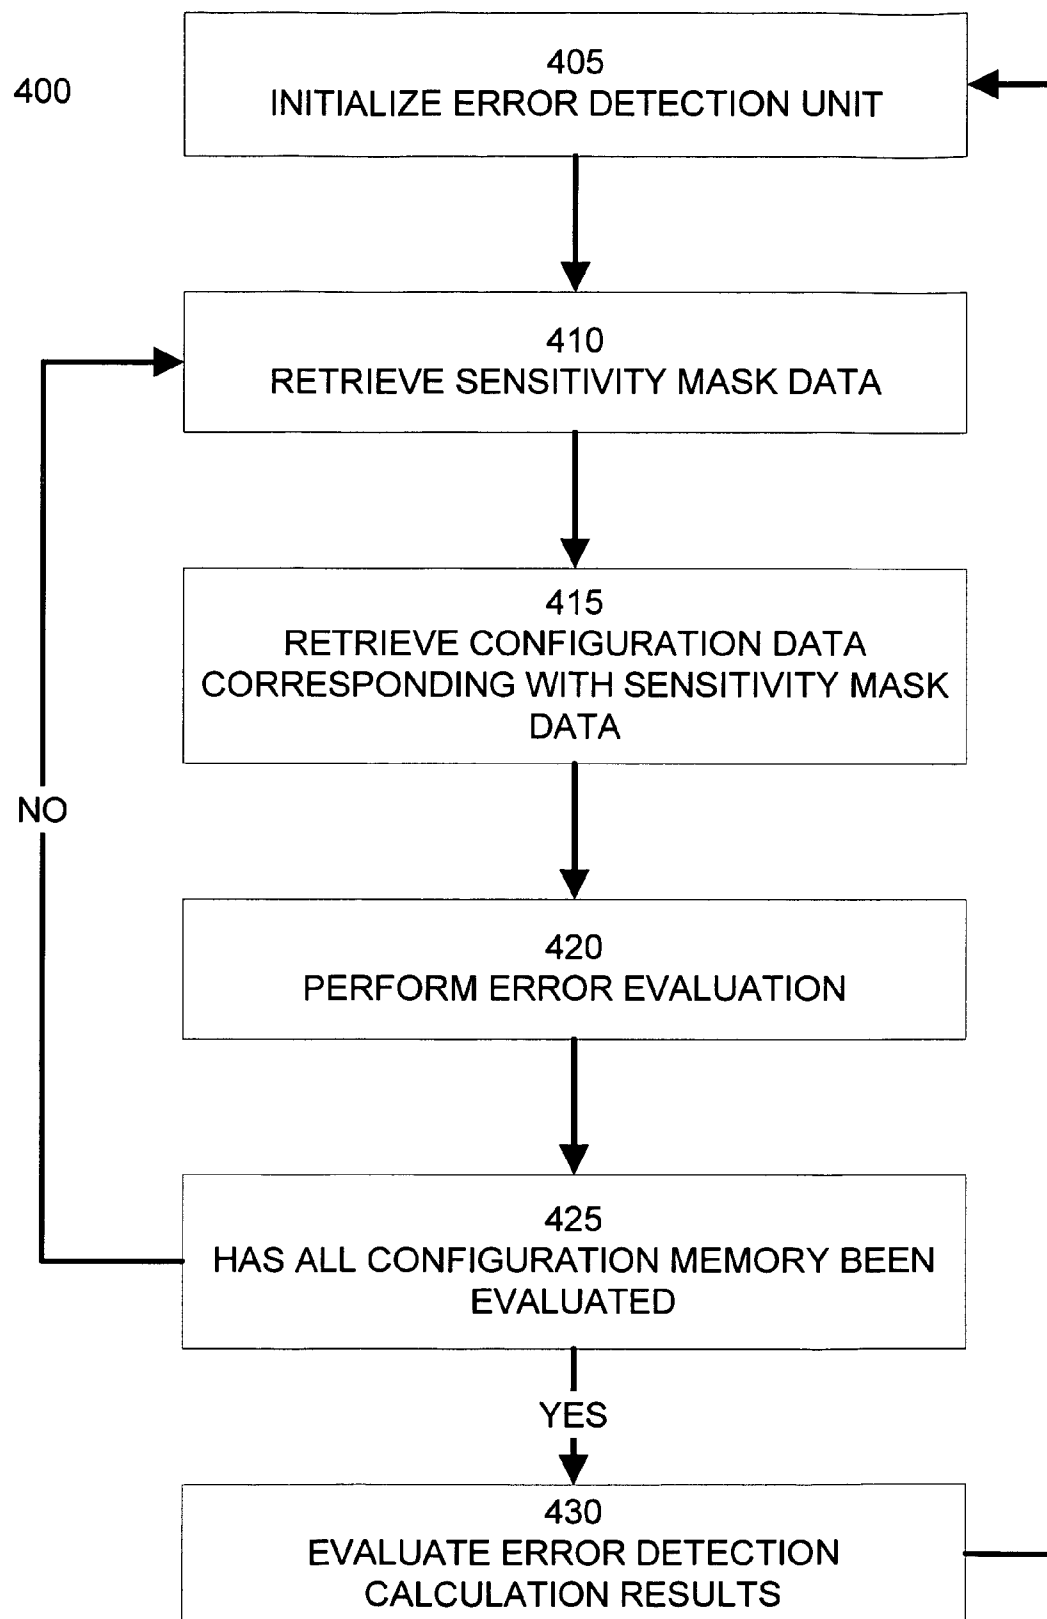 400
405
INITIALIZE ERROR DETECTION UNIT
410
RETRIEVE SENSITIVITY MASK DATA
415
RETRIEVE CONFIGURATION DATA
CORRESPONDING WITH SENSITIVITY MASK
DATA
NO
420
PERFORM ERROR EVALUATION
425
HAS ALL CONFIGURATION MEMORY BEEN
EVALUATED
YES
430
EVALUATE ERROR DETECTION
CALCULATION RESULTS